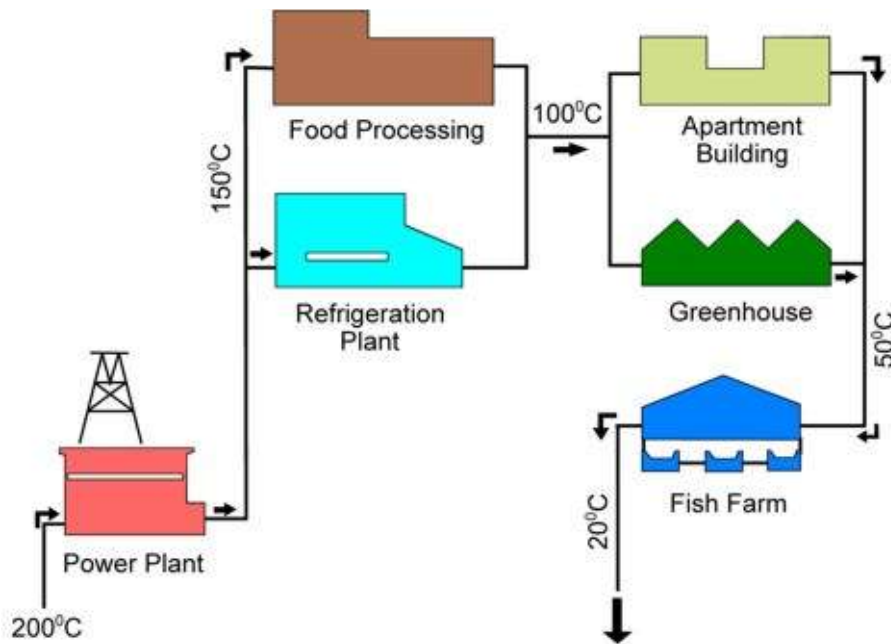 Food Processing
150⁰C
100⁰C
Apartment
Building
Refrigeration
Plant
Greenhouse
50⁰C
Fish Farm
20⁰C
Power Plant
200⁰C